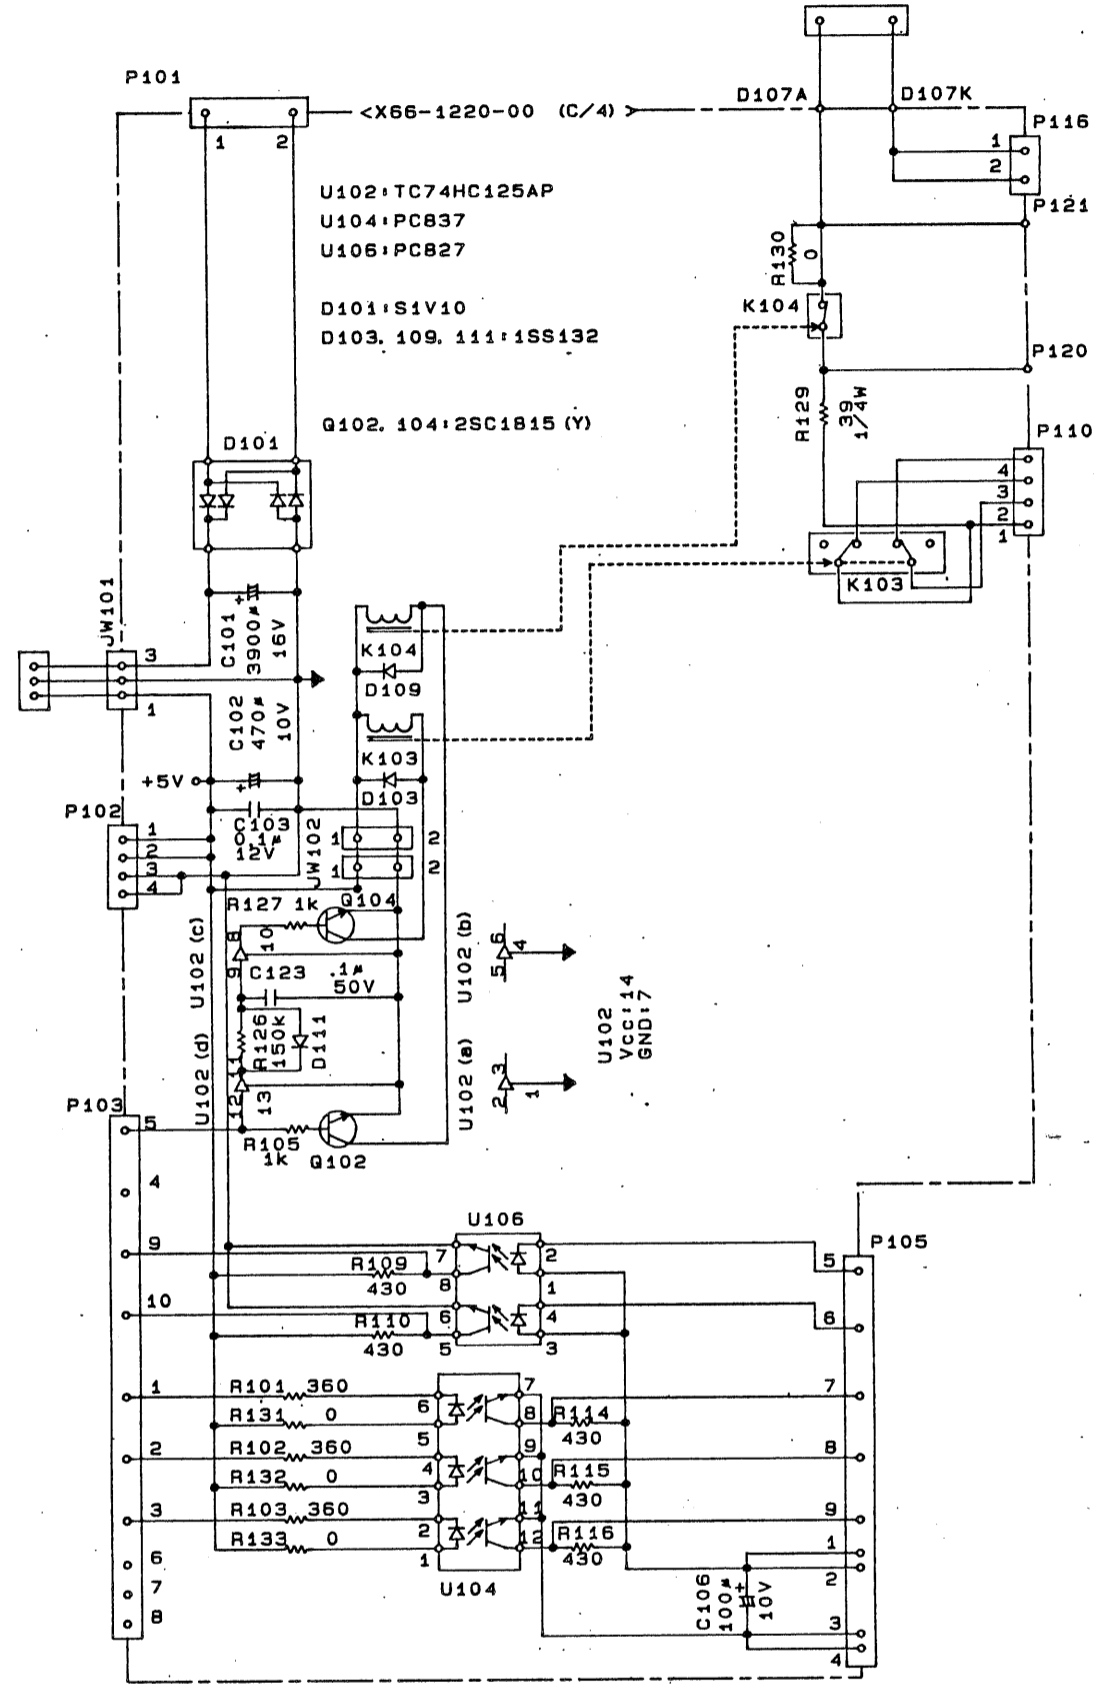 P101
<X66-1220-00 (C/4)>
D107A
D107K
1
2
P116
1
2
P121
U102:TC74HC125AP
U104:PC837
U106:PC827
R130
0
K104
D101:S1V10
D103. 109. 111:1SS132
P120
R129
39
1/4W
Q102. 104:2SC1815(Y)
P110
D101
4
3
2
1
K103
JW101
3
1
+
C101
3900µ
16V
K104
D109
C102
470µ
10V
K103
D103
+5V
+
P102
1
2
3
4
C103
0.1µ
12V
JW102
1
2
1
2
R127 1k
Q104
U102(c)
8
9
10
C123
.1µ
50V
U102(b)
6
5
4
R126
150k
D111
U102
Vcc:14
GND:7
U102(d)
11
12
13
U102(a)
3
2
1
P103
5
R105
1k
Q102
4
U106
P105
9
R109
430
7
8
2
1
5
10
R110
430
6
5
4
3
6
1
R101
360
R131
0
6
5
7
8
R114
430
7
2
R102
360
R132
0
4
3
9
10
R115
430
8
3
R103
360
R133
0
2
1
11
12
R116
430
9
1
2
6
7
8
U104
C106
100µ
+
10V
3
4